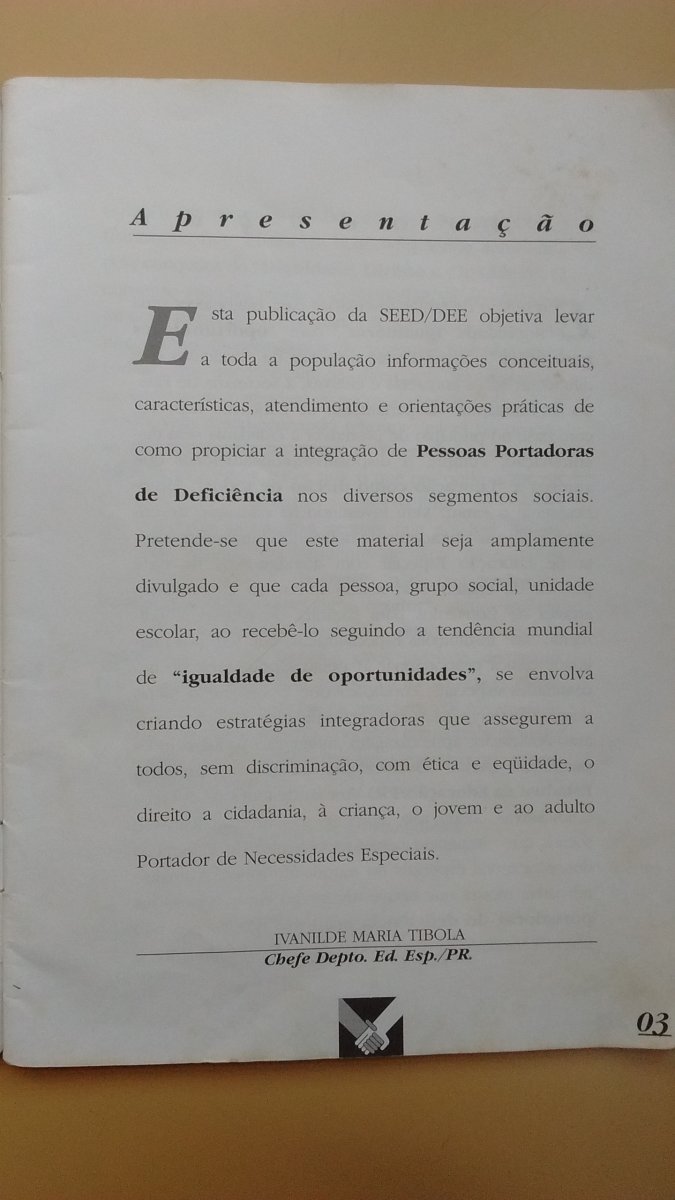 Apresentação
Esta publicação da SEED/DEE objetiva levar
a toda a população informações conceituais,
características, atendimento e orientações práticas de
como propiciar a integração de Pessoas Portadoras
de Deficiência nos diversos segmentos sociais.
Pretende-se que este material seja amplamente
divulgado e que cada pessoa, grupo social, unidade
escolar, ao recebê-lo seguindo a tendência mundial
de “igualdade de oportunidades”, se envolva
criando estratégias integradoras que assegurem a
todos, sem discriminação, com ética e eqüidade, o
direito a cidadania, à criança, o jovem e ao adulto
Portador de Necessidades Especiais.
IVANILDE MARIA TIBOLA
Chefe Depto. Ed. Esp./PR.
03